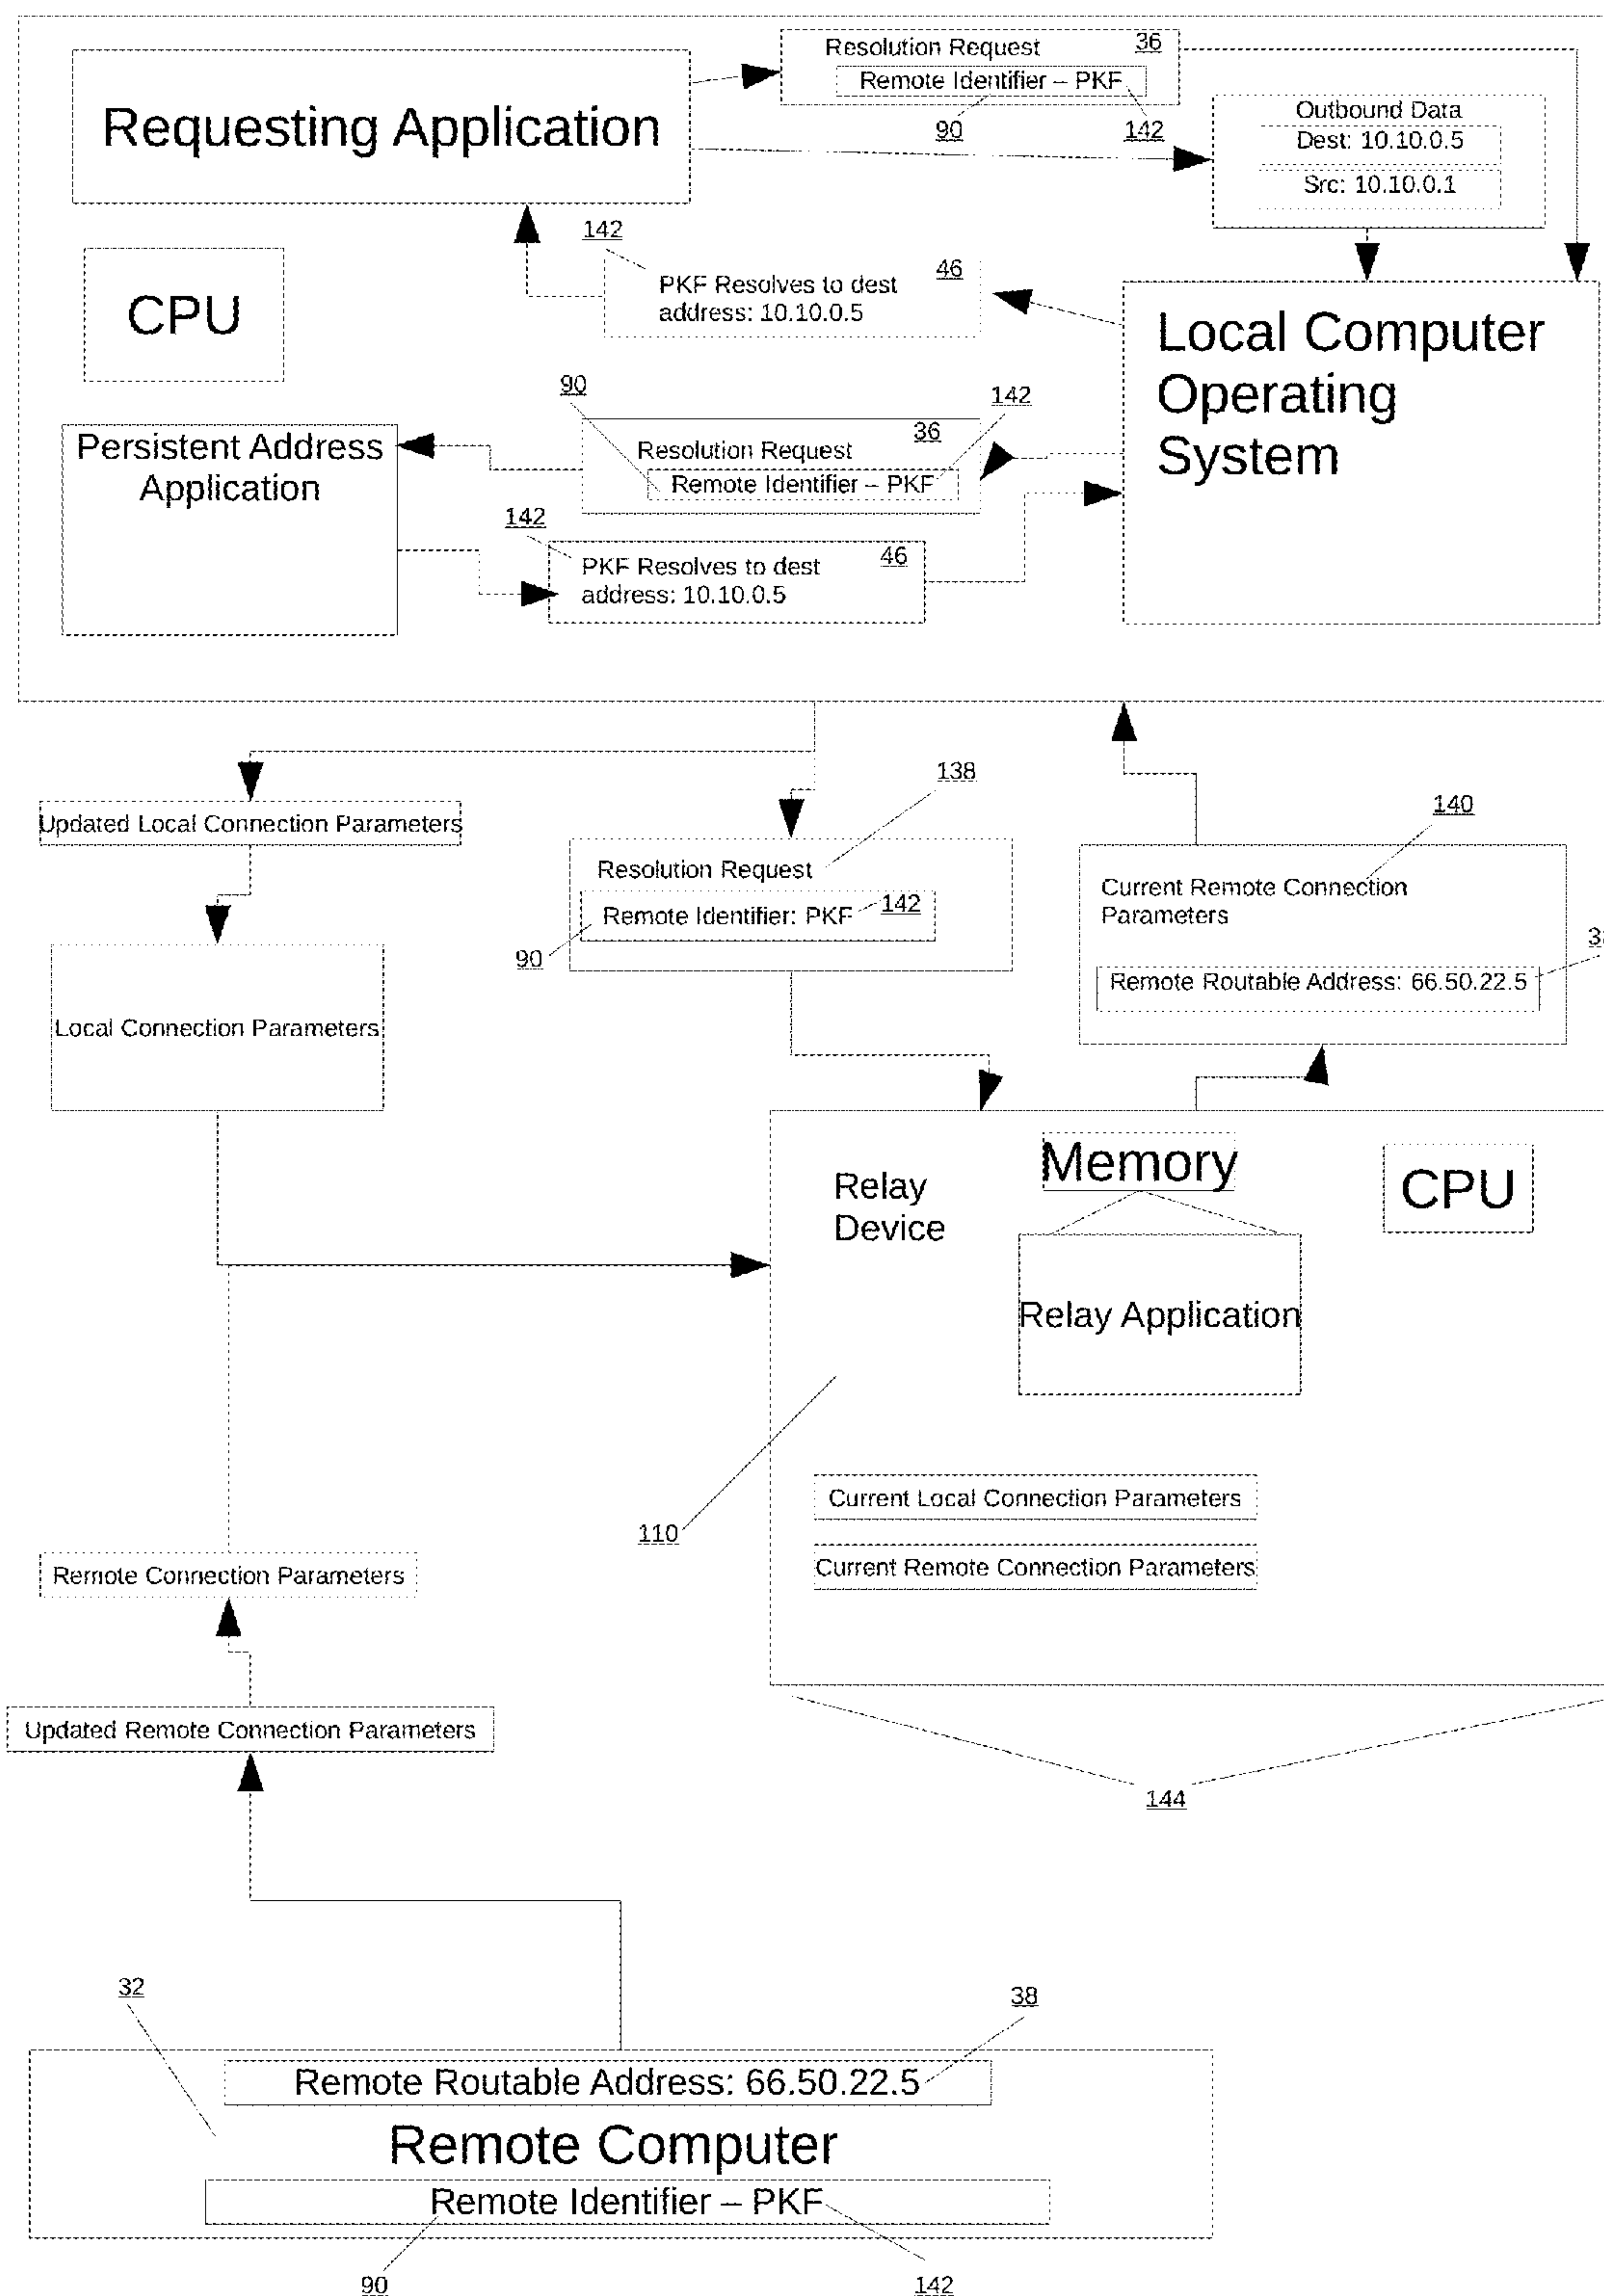 Resolution Request 36
Remote Identifier – PKF
90 142
Requesting Application
Outbound Data
Dest: 10.10.0.5
Src: 10.10.0.1
142
PKF Resolves to dest 46
address: 10.10.0.5
CPU
Local Computer
Operating
System
90 142
36
Resolution Request
Remote Identifier – PKF
Persistent Address
Application
142
PKF Resolves to dest 46
address: 10.10.0.5
138
140
Updated Local Connection Parameters
Resolution Request
Remote Identifier: PKF 142
90
Current Remote Connection
Parameters
Remote Routable Address: 66.50.22.5
Local Connection Parameters
Relay
Device
Memory
CPU
Relay Application
110
Current Local Connection Parameters
Current Remote Connection Parameters
Remote Connection Parameters
Updated Remote Connection Parameters
144
32
38
Remote Routable Address: 66.50.22.5
Remote Computer
Remote Identifier – PKF
90 142